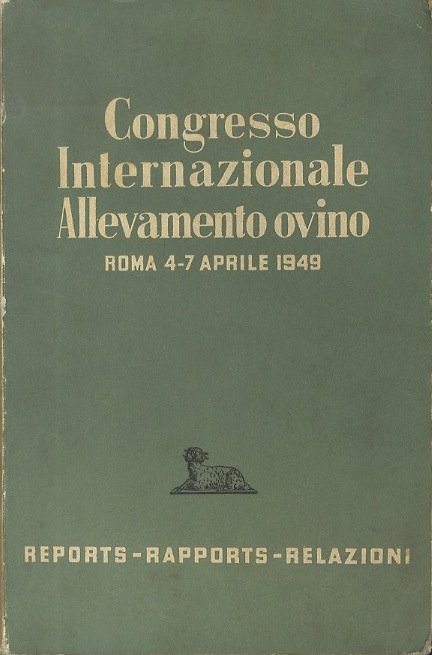 Congresso
Internazionale
Allevamento ovino
ROMA 4-7 APRILE 1949
REPORTS-RAPPORTS-RELAZIONI